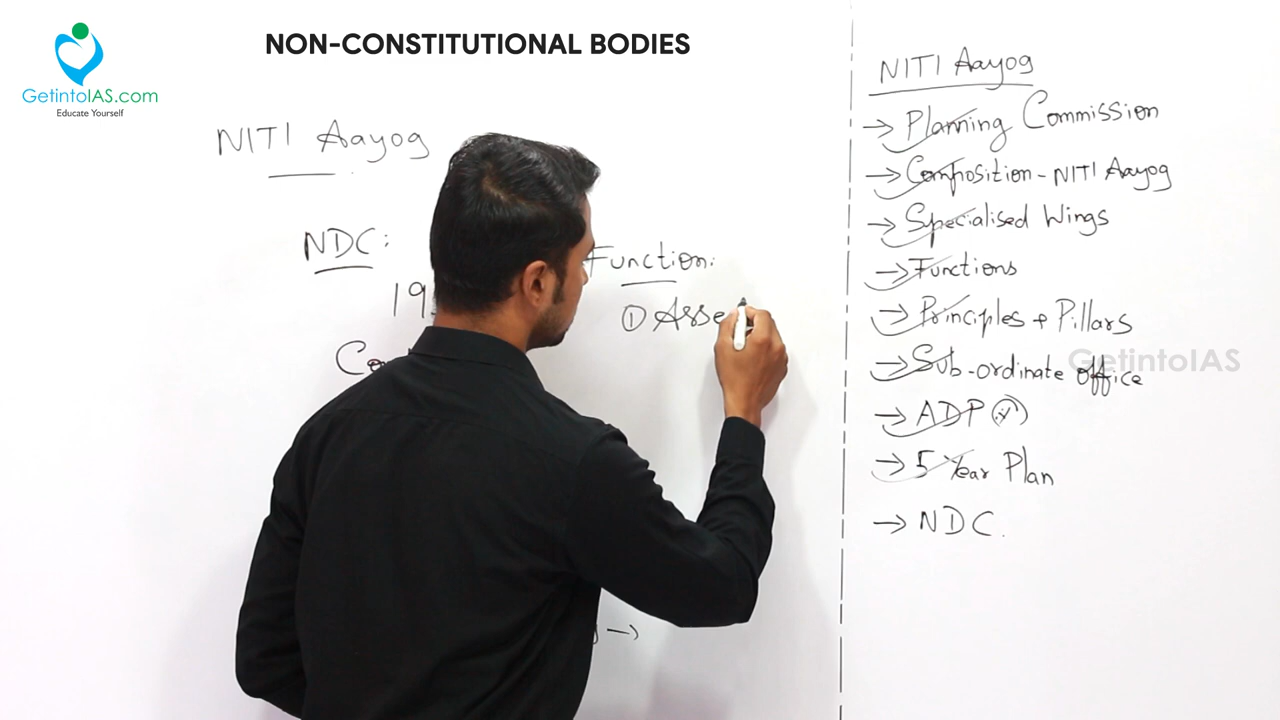 GetintoIAS.com
Educate Yourself
NON-CONSTITUTIONAL BODIES
NITI Aayog
NDC:
Function:
① Asse
→
NITI Aayog
→ Planning Commission
→ Composition - NITI Aayog
→ Specialised Wings
→ Functions
→ Principles + Pillars
→ Sub-ordinate office
→ ADP
→ 5 Year Plan
→ NDC.
GetintoIAS